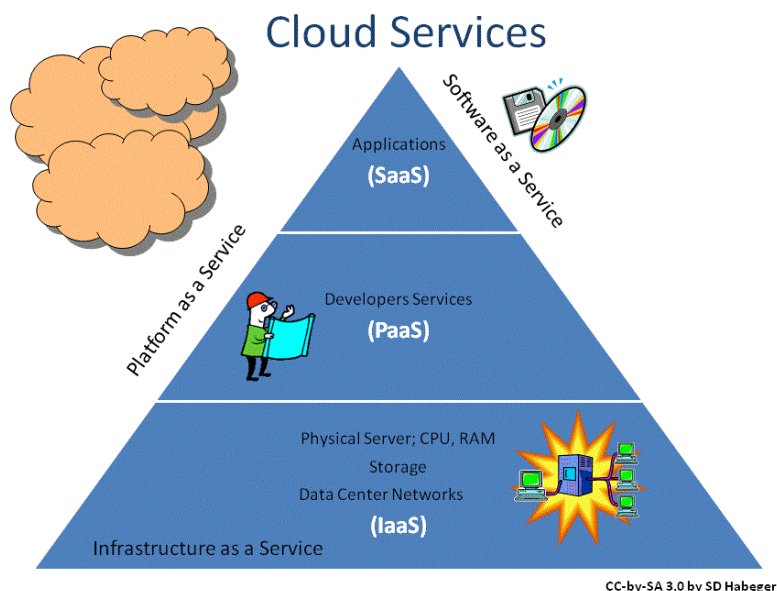 Cloud Services
Software as a Service
Applications
(SaaS)
Platform as a Service
Developers Services
(PaaS)
Physical Server; CPU, RAM
Storage
Data Center Networks
(IaaS)
Infrastructure as a Service
CC-by-SA 3.0 by SD Habeger